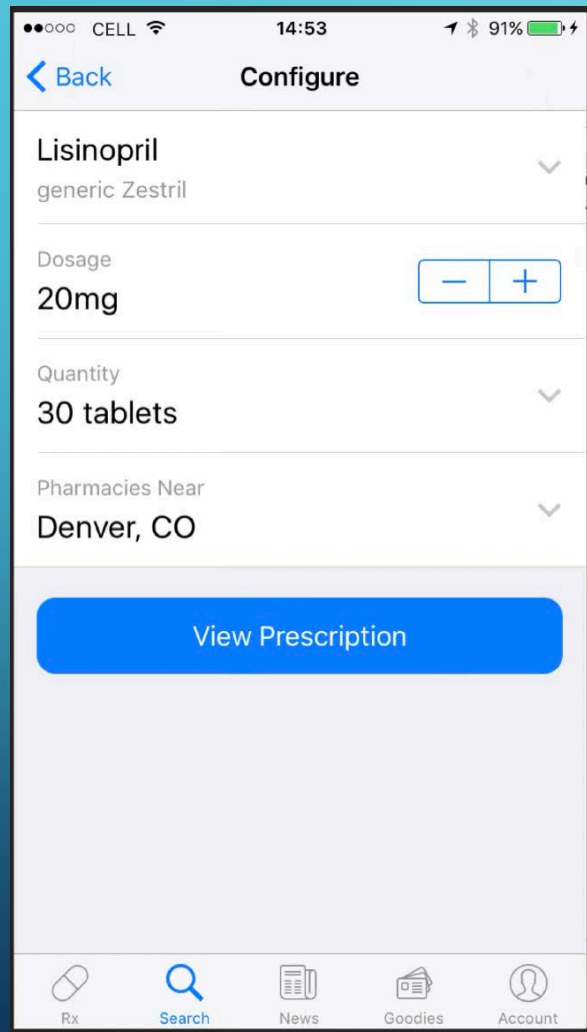 CELL 14:53 91%
Back Configure
Lisinopril
generic Zestril
Dosage
20mg
Quantity
30 tablets
Pharmacies Near
Denver, CO
View Prescription
Rx Search News Goodies Account